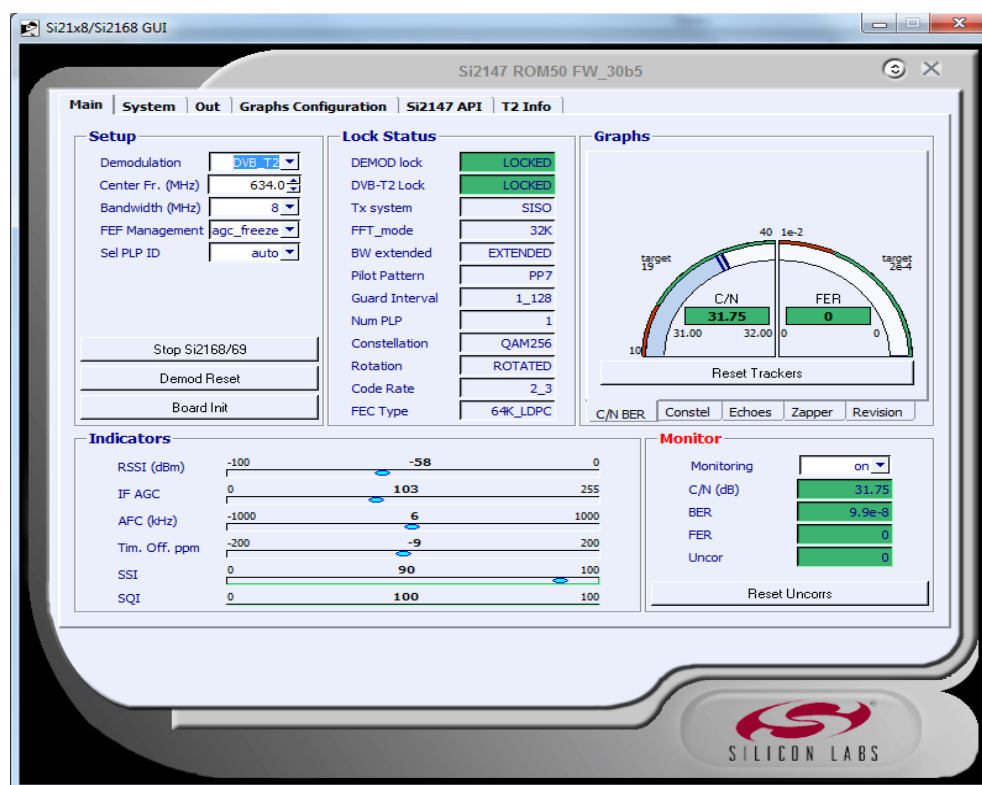 Si21x8/Si2168 GUI
Si2147 ROM50 FW_30b5
Main System Out Graphs Configuration Si2147 API T2 Info
Setup
Demodulation DVB_T2
Center Fr. (MHz) 634.0
Bandwidth (MHz) 8
FEF Management agc_freeze
Sel PLP ID auto
Stop Si2168/69
Demod Reset
Board Init
Lock Status
DEMOD lock LOCKED
DVB-T2 Lock LOCKED
Tx system SISO
FFT_mode 32K
BW extended EXTENDED
Pilot Pattern PP7
Guard Interval 1_128
Num PLP 1
Constellation QAM256
Rotation ROTATED
Code Rate 2_3
FEC Type 64K_LDPC
Graphs
40 1e-2
target target
19 2e-4
C/N FER
31.75 0
31.00 32.00 0 0
10
Reset Trackers
C/N BER Constel Echoes Zapper Revision
Indicators
RSSI (dBm) -100 -58 0
IF AGC 0 103 255
AFC (kHz) -1000 6 1000
Tim. Off. ppm -200 -9 200
SSI 0 90 100
SQI 0 100 100
Monitor
Monitoring on
C/N (dB) 31.75
BER 9.9e-8
FER 0
Uncor 0
Reset Uncorrs
SILICON LABS